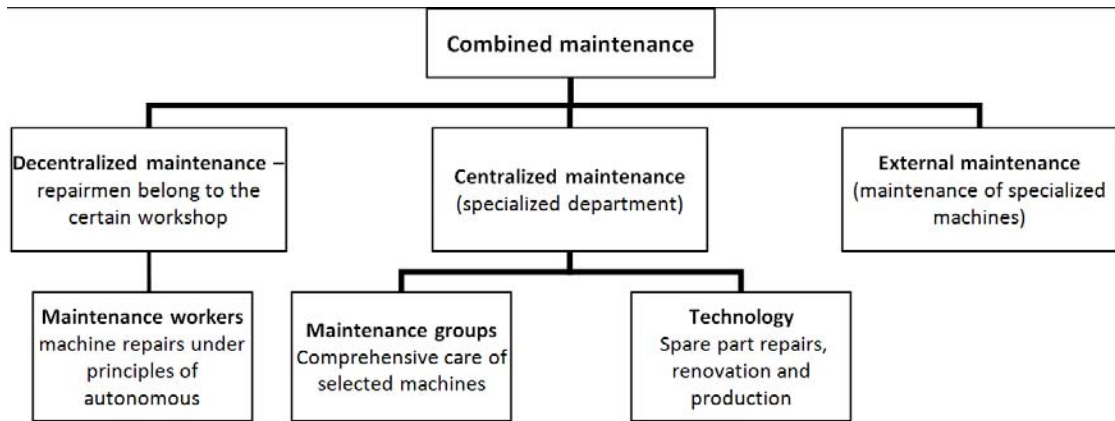 Combined maintenance
Decentralized maintenance –
repairmen belong to the
certain workshop
Centralized maintenance
(specialized department)
External maintenance
(maintenance of specialized
machines)
Maintenance workers
machine repairs under
principles of
autonomous
Maintenance groups
Comprehensive care of
selected machines
Technology
Spare part repairs,
renovation and
production